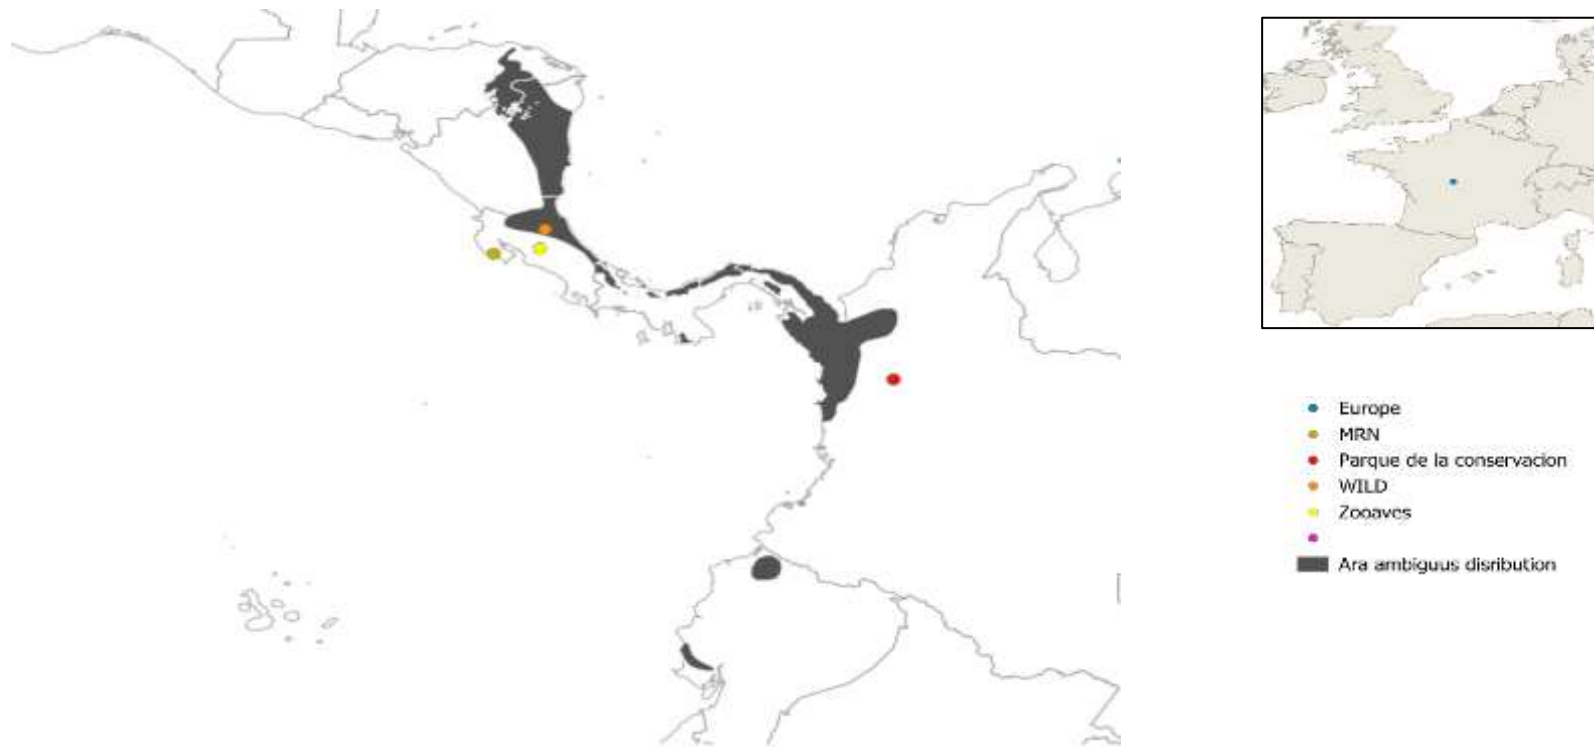 Europe
MRN
Parque de la conservacion
WILD
Zooaves
Ara ambiguus disribution